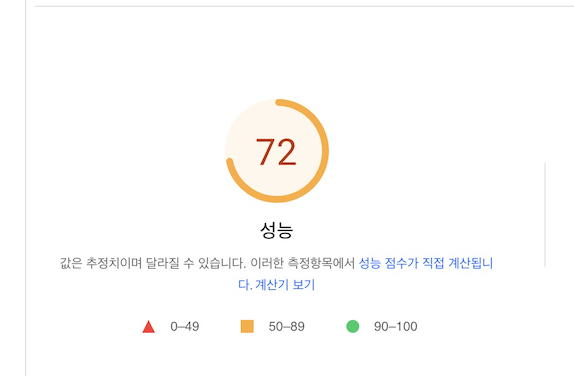 72
성능
값은 추정치이며 달라질 수 있습니다. 이러한 측정항목에서 성능 점수가 직접 계산됩니
다. 계산기 보기
0–49 50–89 90–100